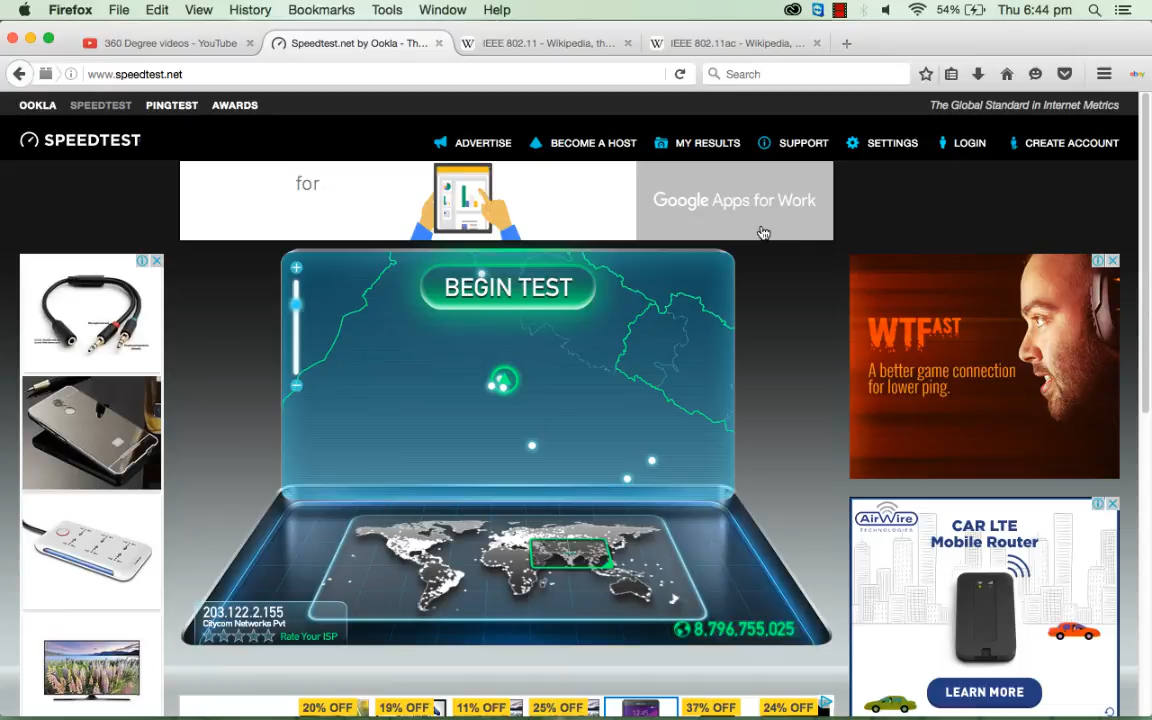 Firefox File Edit View History Bookmarks Tools Window Help 54% Thu 6:44 pm
360 Degree videos - YouTube Speedtest.net by Ookla - Th... IEEE 802.11 - Wikipedia, th... IEEE 802.11ac - Wikipedia, ...
www.speedtest.net Search ebay
OOKLA SPEEDTEST PINGTEST AWARDS The Global Standard in Internet Metrics
SPEEDTEST ADVERTISE BECOME A HOST MY RESULTS SUPPORT SETTINGS LOGIN CREATE ACCOUNT
for
Google Apps for Work
BEGIN TEST
WTFAST
A better game connection
for lower ping.
AIRWIRE
TECHNOLOGIES
CAR LTE
Mobile Router
LEARN MORE
203.122.2.155
Citycom Networks Pvt
Rate Your ISP
8,796,755,025
20% OFF 19% OFF 11% OFF 25% OFF 37% OFF 24% OFF